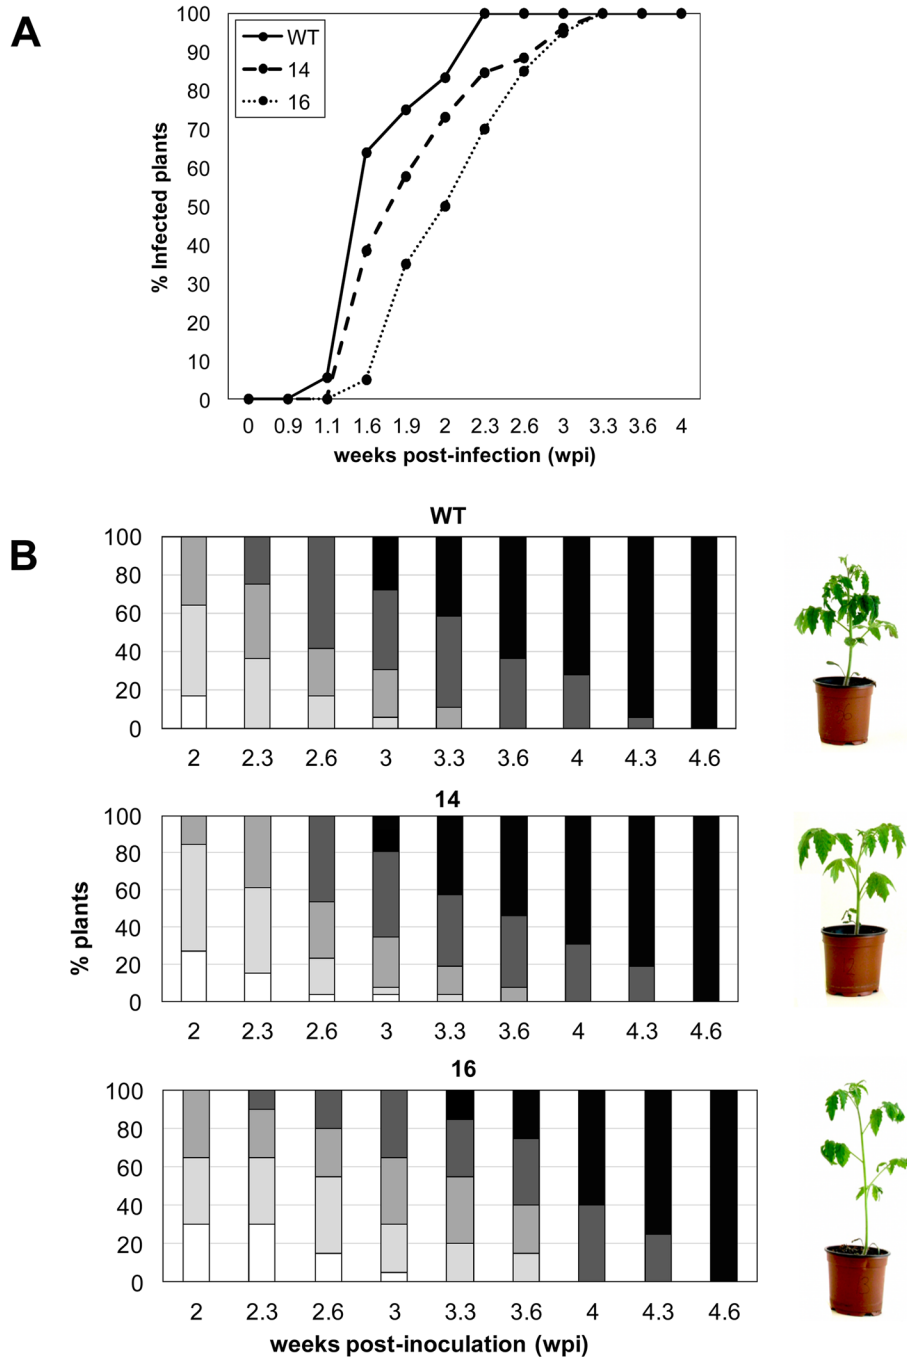 A
% Infected plants
100
90
80
70
60
50
40
30
20
10
0
WT
14
16
0 0.9 1.1 1.6 1.9 2 2.3 2.6 3 3.3 3.6 4
weeks post-infection (wpi)
B
% plants
WT
100
80
60
40
20
0
2 2.3 2.6 3 3.3 3.6 4 4.3 4.6
14
100
80
60
40
20
0
2 2.3 2.6 3 3.3 3.6 4 4.3 4.6
16
100
80
60
40
20
0
2 2.3 2.6 3 3.3 3.6 4 4.3 4.6
weeks post-inoculation (wpi)